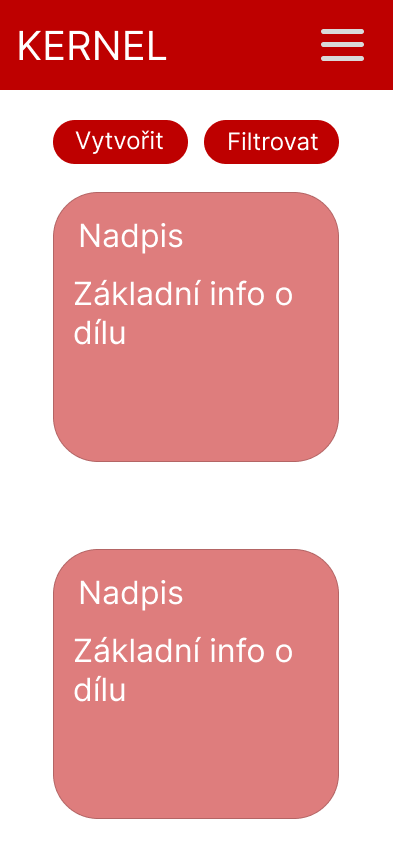 KERNEL
Vytvořit
Filtrovat
Nadpis
Základní info o
dílu
Nadpis
Základní info o
dílu